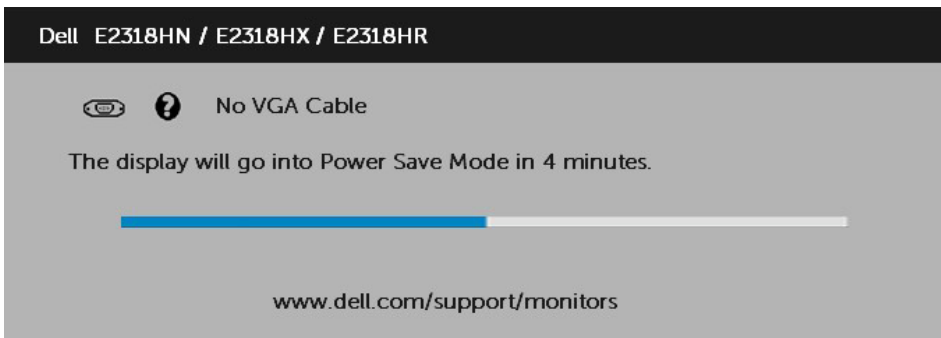 Dell E2318HN / E2318HX / E2318HR
? No VGA Cable
The display will go into Power Save Mode in 4 minutes.
www.dell.com/support/monitors